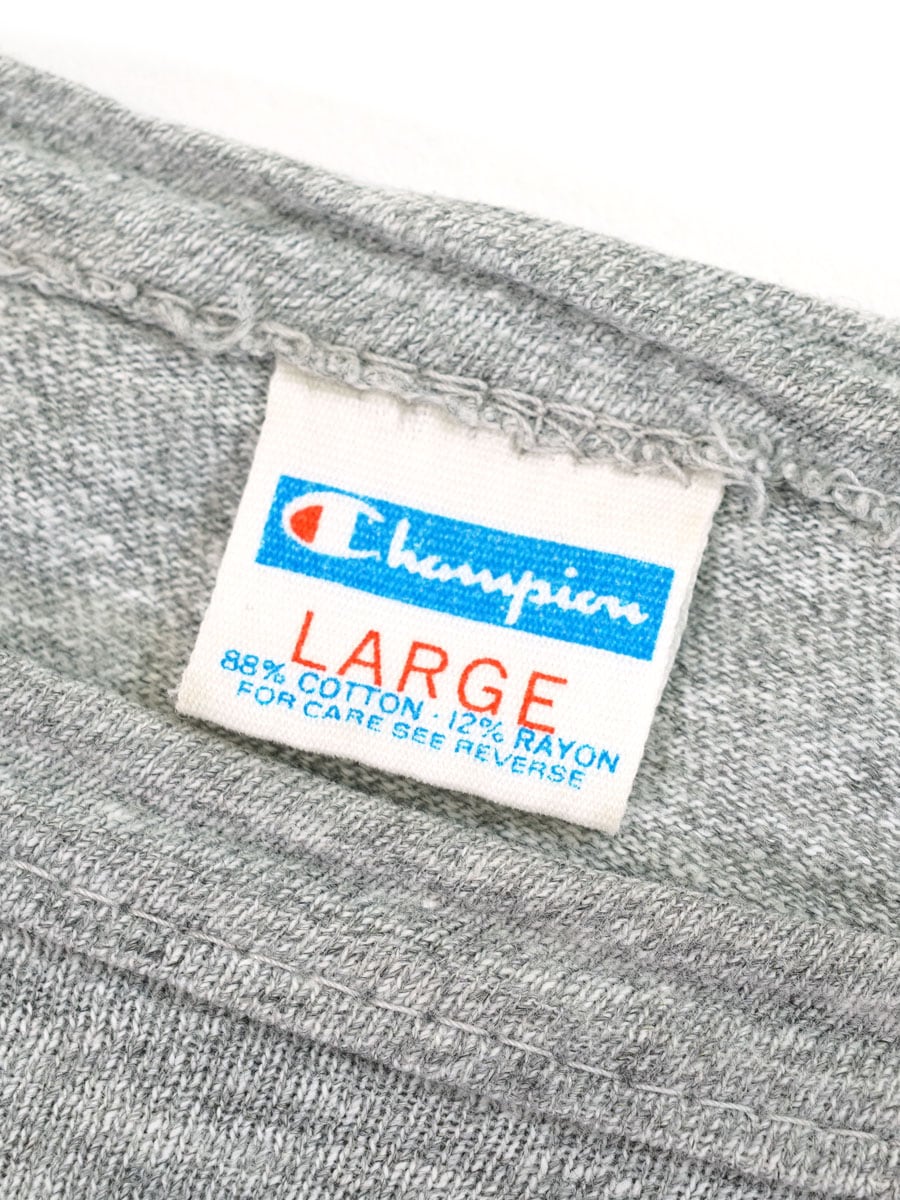 Champion
LARGE
88% COTTON · 12% RAYON
FOR CARE SEE REVERSE